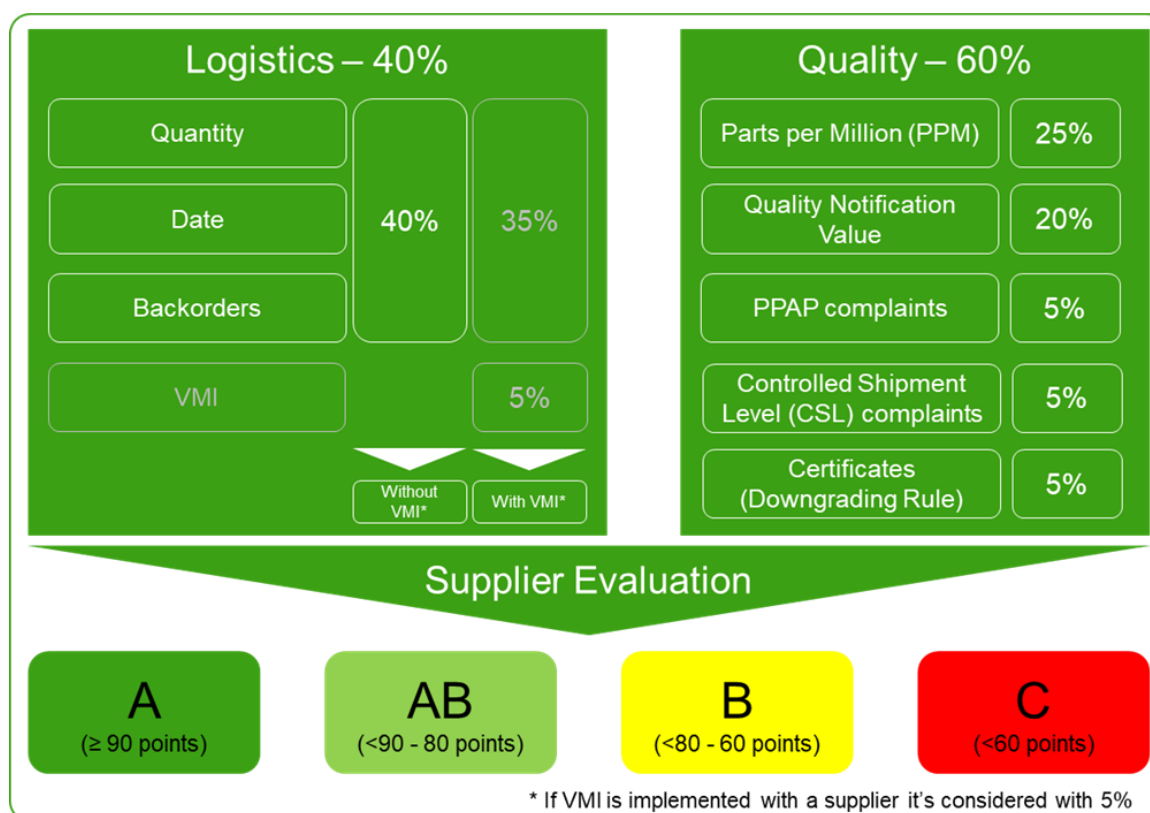 Logistics – 40%
Quantity
Date
Backorders
40%
35%
VMI
5%
Without
VMI*
With VMI*
Quality – 60%
Parts per Million (PPM)
25%
Quality Notification
Value
20%
PPAP complaints
5%
Controlled Shipment
Level (CSL) complaints
5%
Certificates
(Downgrading Rule)
5%
Supplier Evaluation
A
(≥ 90 points)
AB
(<90 - 80 points)
B
(<80 - 60 points)
C
(<60 points)
* If VMI is implemented with a supplier it's considered with 5%